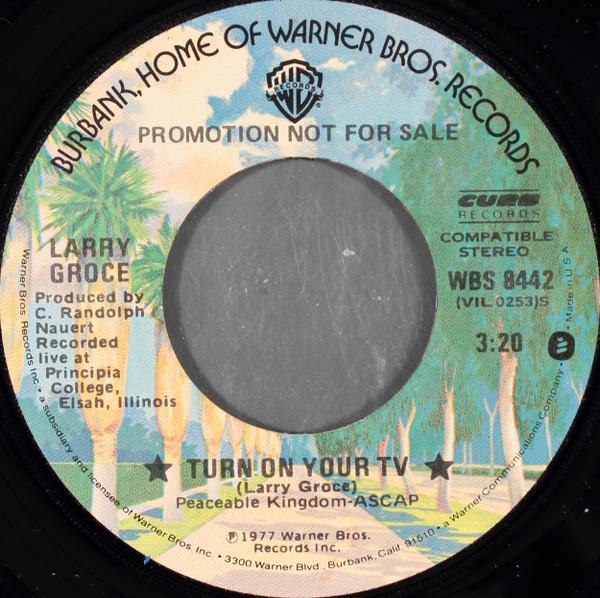 BURBANK, HOME OF WARNER BROS. RECORDS
WB
RECORDS
PROMOTION NOT FOR SALE
CURB
RECORDS
COMPATIBLE
STEREO
WBS 8442
(VIL 0253)S
3:20
LARRY
GROCE
Produced by
C. Randolph
Nauert
Recorded
live at
Principia
College,
Elsah, Illinois
★ TURN ON YOUR TV ★
(Larry Groce)
Peaceable Kingdom-ASCAP
℗1977 Warner Bros.
Records Inc.
Warner Bros. Records Inc. • a subsidiary and licensee of Warner Bros. Inc. • 3300 Warner Blvd., Burbank, Calif. 91510 • a Warner Communications Company • Made in U S A